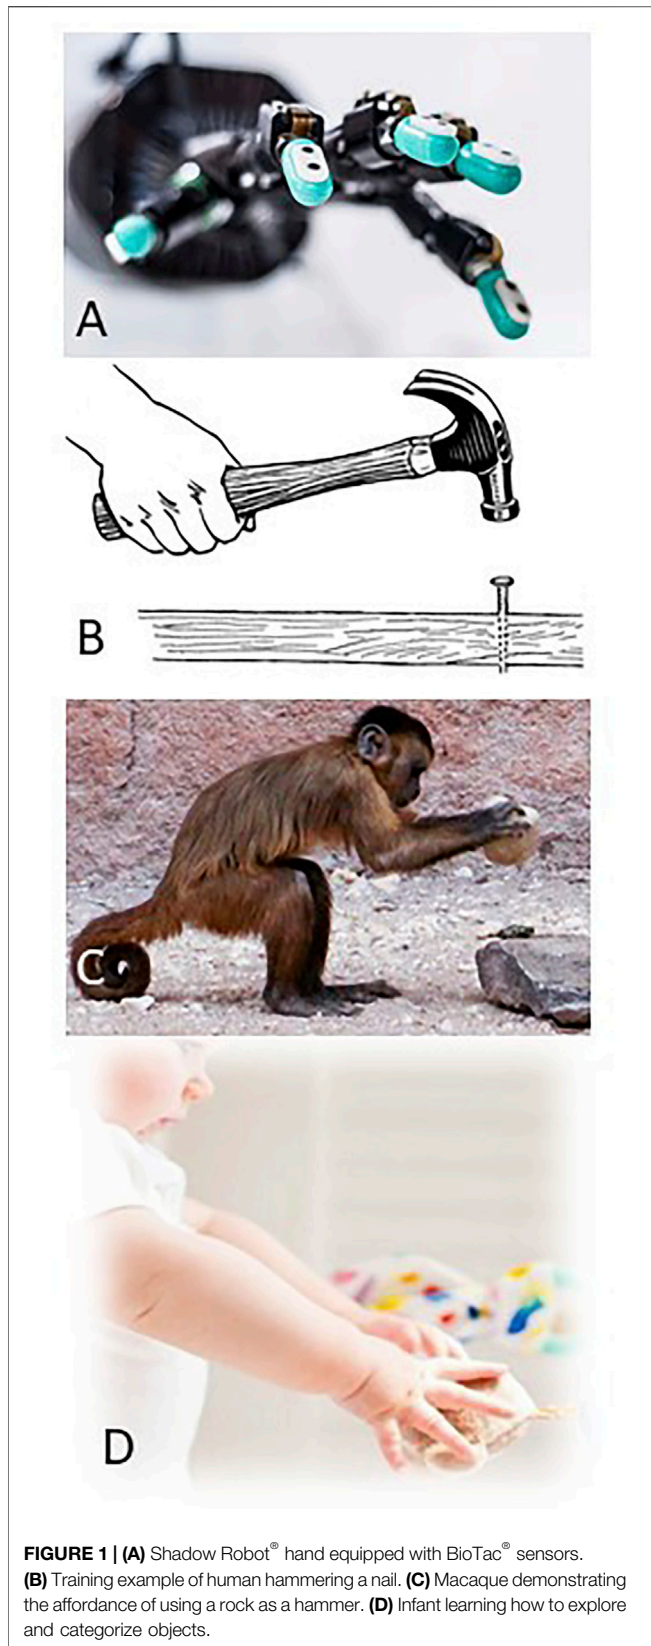 A
B
C
D
FIGURE 1 | (A) Shadow Robot® hand equipped with BioTac® sensors.
(B) Training example of human hammering a nail. (C) Macaque demonstrating
the affordance of using a rock as a hammer. (D) Infant learning how to explore
and categorize objects.